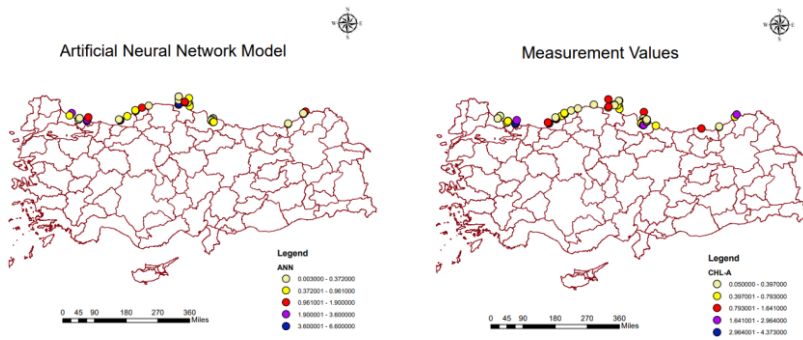 N
W E
S
Artificial Neural Network Model
Legend
ANN
0.003000 - 0.372000
0.372001 - 0.961000
0.961001 - 1.900000
1.900001 - 3.600000
3.600001 - 6.600000
0 45 90 180 270 360
Miles
N
W E
S
Measurement Values
Legend
CHL-A
0.050000 - 0.397000
0.397001 - 0.793000
0.793001 - 1.641000
1.641001 - 2.964000
2.964001 - 4.373000
0 45 90 180 270 360
Miles